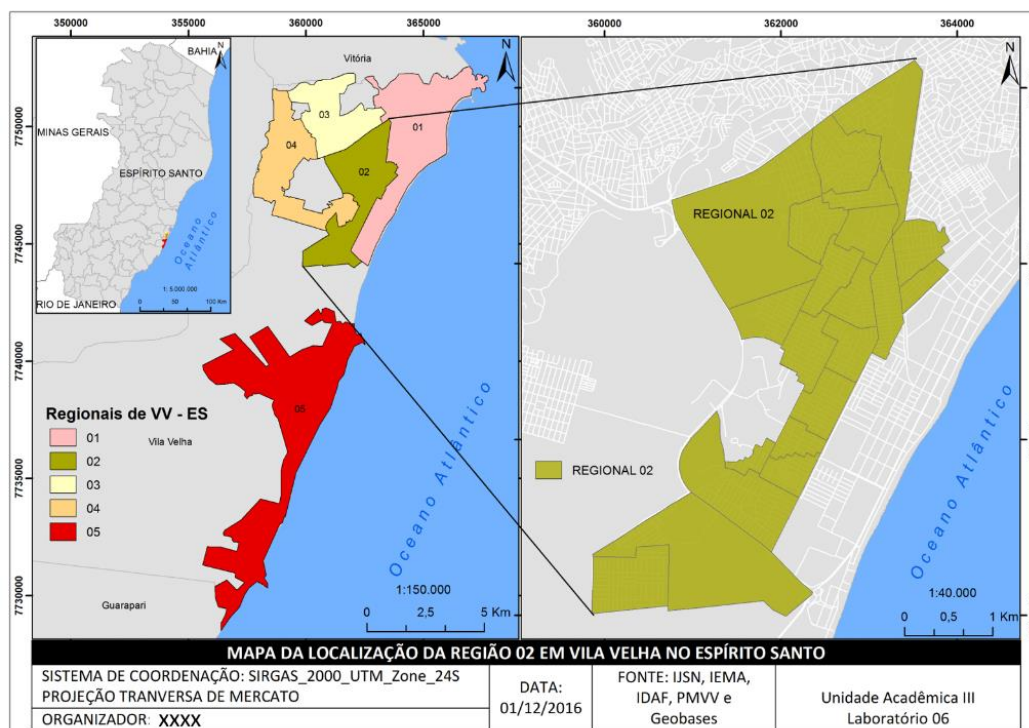 350000
355000
360000
365000
360000
362000
364000
BAHIA
N
MINAS GERAIS
ESPÍRITO SANTO
Oceano
Atlântico
1: 5.000.000
0 50 100 Km
RIO DE JANEIRO
Vitória
N
N
01
02
03
04
05
7750000
7745000
7740000
7735000
7730000
Regionais de VV - ES
01
02
03
04
05
Vila Velha
Guarapari
Oceano Atlântico
1:150.000
0 2,5 5 Km
REGIONAL 02
REGIONAL 02
Oceano Atlântico
1:40.000
0 0,5 1 Km
MAPA DA LOCALIZAÇÃO DA REGIÃO 02 EM VILA VELHA NO ESPÍRITO SANTO
SISTEMA DE COORDENAÇÃO: SIRGAS_2000_UTM_Zone_24S
PROJEÇÃO TRANVERSA DE MERCATO
ORGANIZADOR: XXXX
DATA:
01/12/2016
FONTE: IJSN, IEMA,
IDAF, PMVV e
Geobases
Unidade Acadêmica III
Laboratório 06